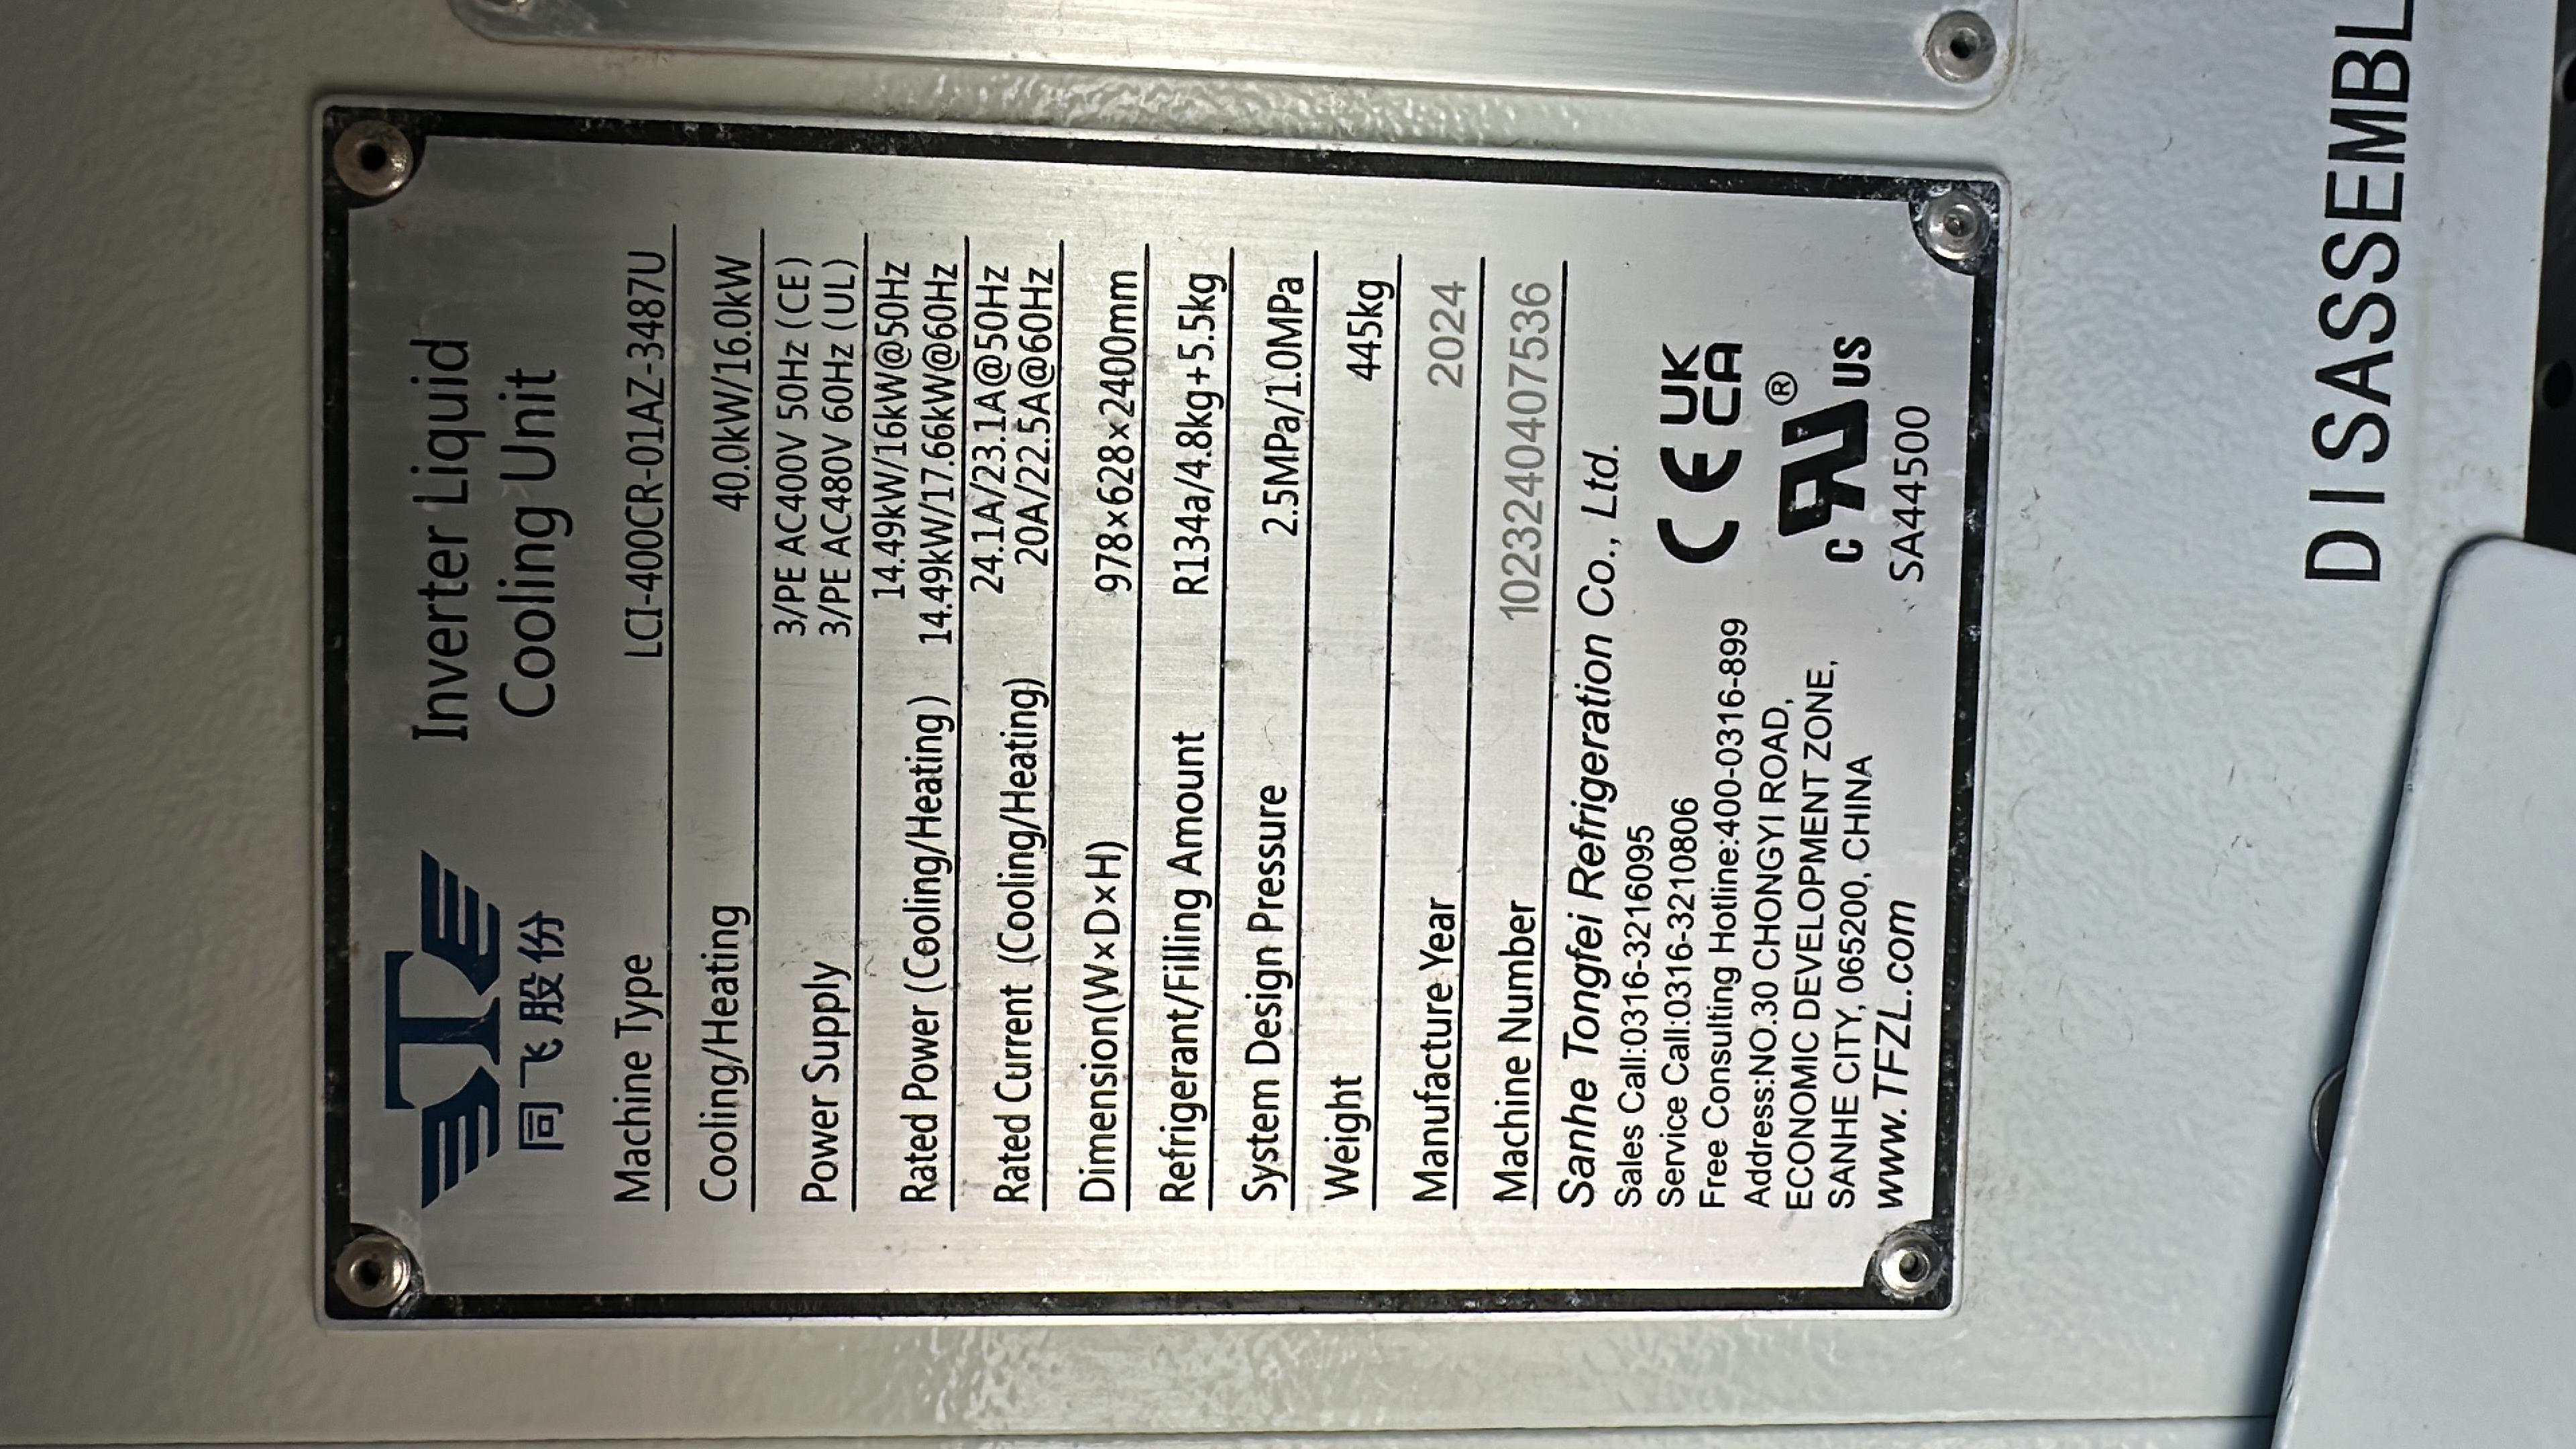 同飞股份
Inverter Liquid
Cooling Unit
Machine Type LCI-400CR-01AZ-3487U
Cooling/Heating 40.0kW/16.0kW
Power Supply 3/PE AC400V 50Hz (CE)
3/PE AC480V 60Hz (UL)
Rated Power (Cooling/Heating) 14.49kW/16kW@50Hz
14.49kW/17.66kW@60Hz
Rated Current (Cooling/Heating) 24.1A/23.1A@50Hz
20A/22.5A@60Hz
Dimension(W×D×H) 978×628×2400mm
Refrigerant/Filling Amount R134a/4.8kg+5.5kg
System Design Pressure 2.5MPa/1.0MPa
Weight 445kg
Manufacture Year 2024
Machine Number 1023240407536
Sanhe Tongfei Refrigeration Co., Ltd.
Sales Call:0316-3216095
Service Call:0316-3210806
Free Consulting Hotline:400-0316-899
Address:NO.30 CHONGYI ROAD,
ECONOMIC DEVELOPMENT ZONE,
SANHE CITY, 065200, CHINA
www.TFZL.com
CE UK
CA
c RU ® US
SA44500
DISASSEMBL